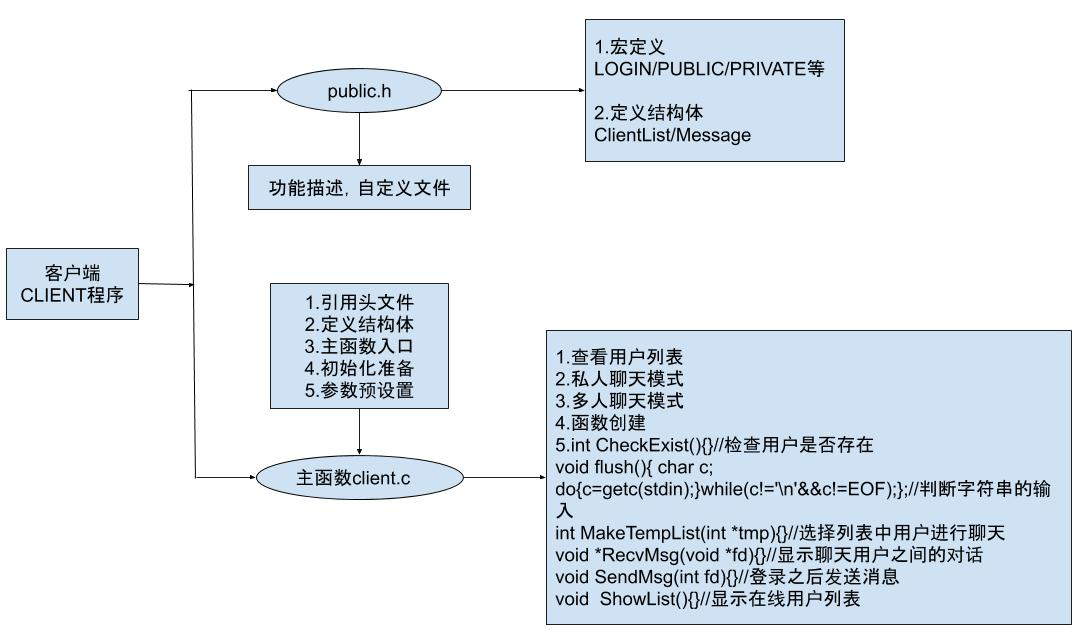 1.宏定义
LOGIN/PUBLIC/PRIVATE等
2.定义结构体
ClientList/Message
public.h
功能描述, 自定义文件
客户端
CLIENT程序
1.引用头文件
2.定义结构体
3.主函数入口
4.初始化准备
5.参数预设置
主函数client.c
1.查看用户列表
2.私人聊天模式
3.多人聊天模式
4.函数创建
5.int CheckExist(){}//检查用户是否存在
void flush(){ char c;
do{c=getc(stdin);}while(c!='\n'&&c!=EOF);};//判断字符串的输
入
int MakeTempList(int *tmp){}//选择列表中用户进行聊天
void *RecvMsg(void *fd){}//显示聊天用户之间的对话
void SendMsg(int fd){}//登录之后发送消息
void  ShowList(){}//显示在线用户列表